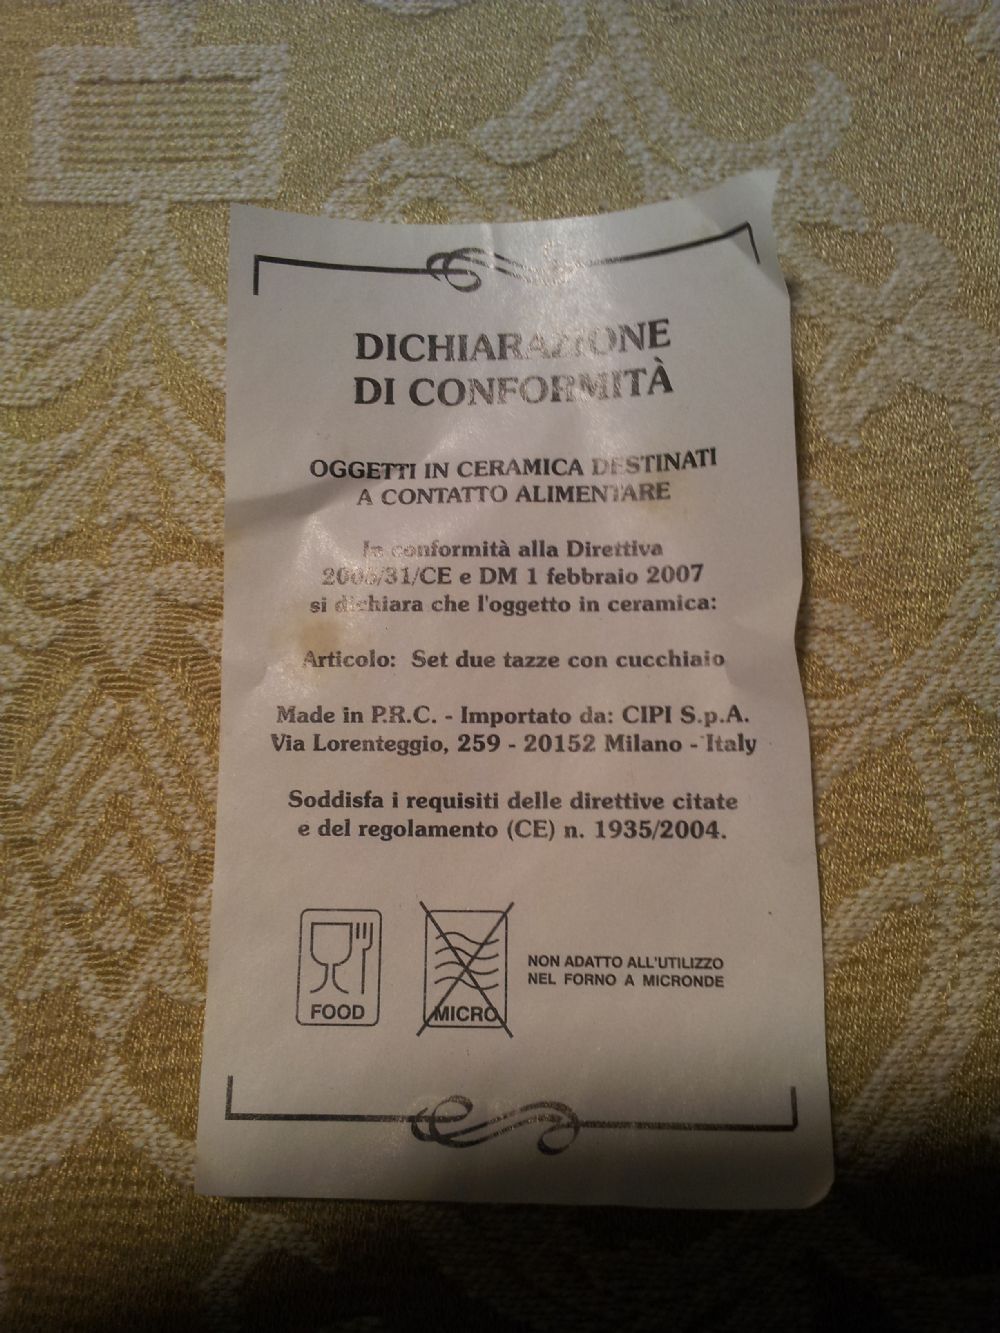 DICHIARAZIONE
DI CONFORMITÀ
OGGETTI IN CERAMICA DESTINATI
A CONTATTO ALIMENTARE
In conformità alla Direttiva
2005/31/CE e DM 1 febbraio 2007
si dichiara che l'oggetto in ceramica:
Articolo: Set due tazze con cucchiaio
Made in P.R.C. - Importato da: CIPI S.p.A.
Via Lorenteggio, 259 - 20152 Milano - Italy
Soddisfa i requisiti delle direttive citate
e del regolamento (CE) n. 1935/2004.
FOOD
MICRO
NON ADATTO ALL'UTILIZZO
NEL FORNO A MICRONDE